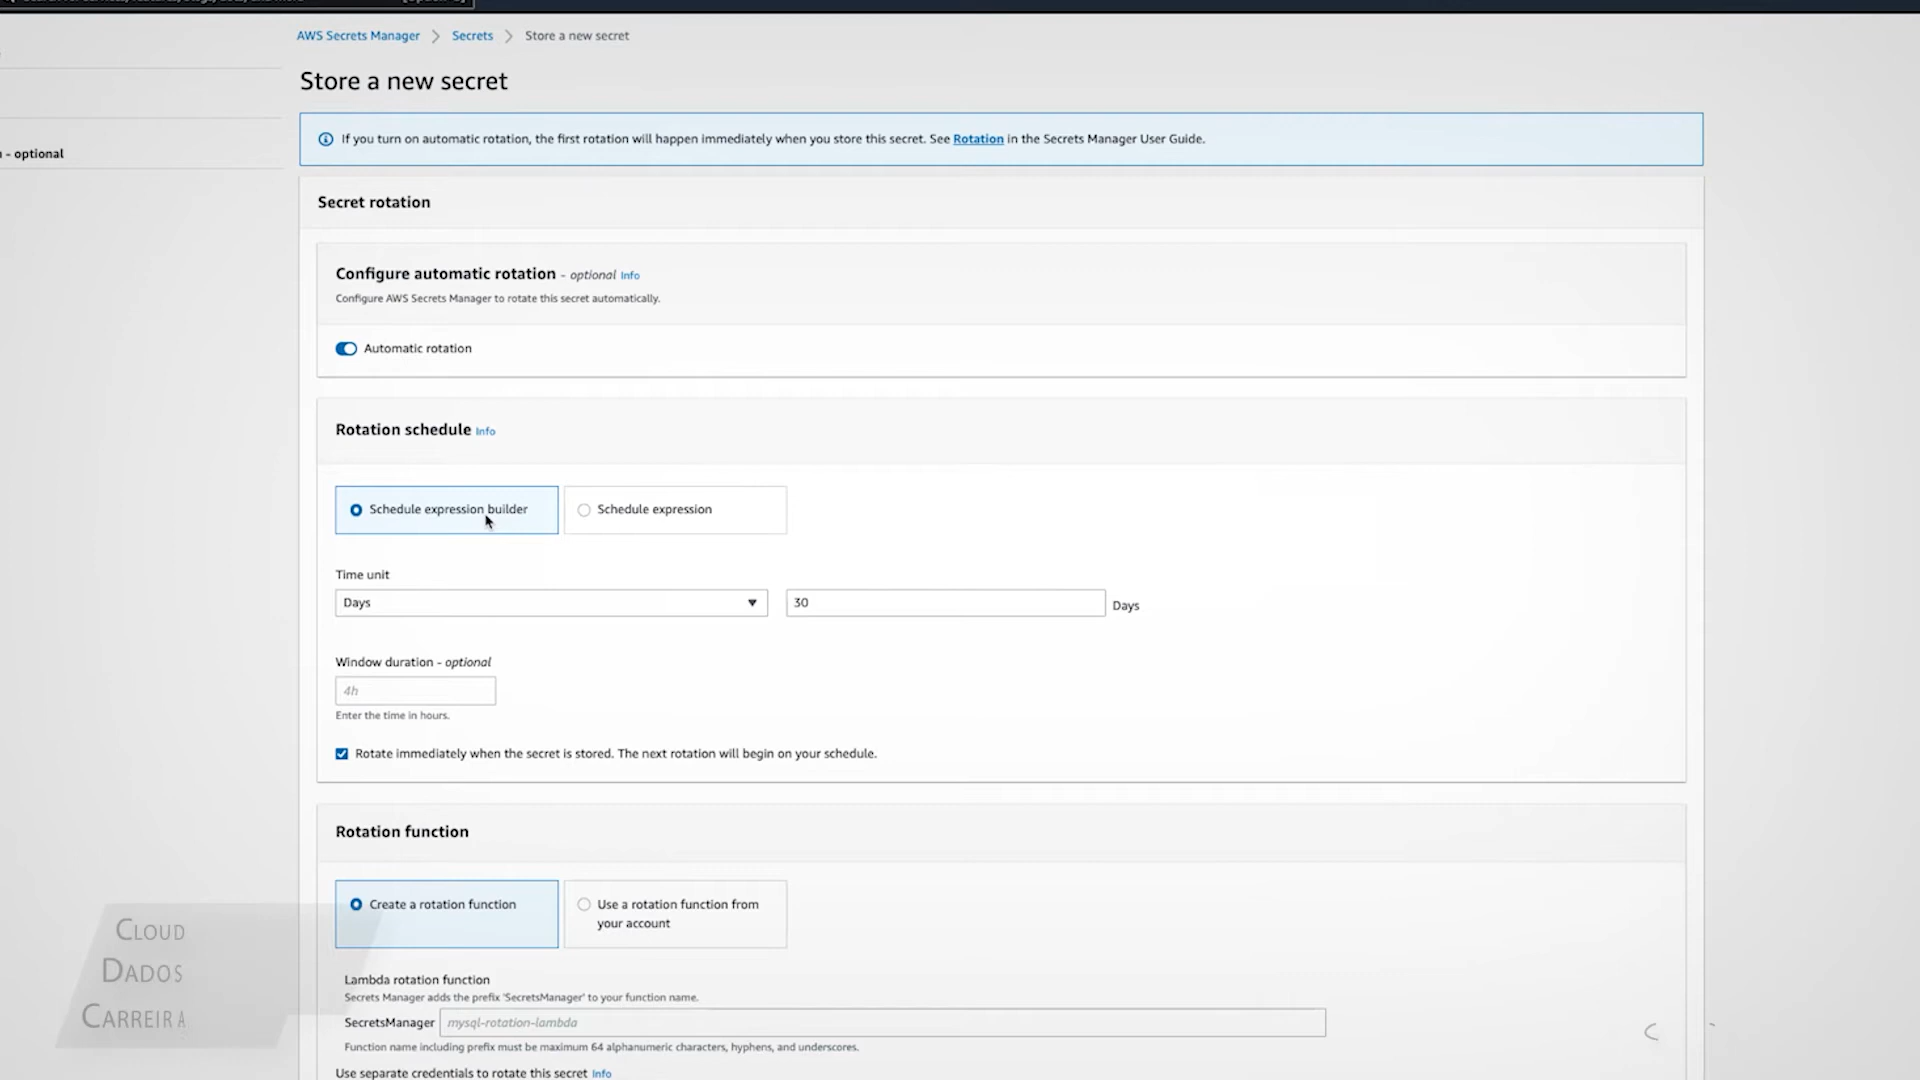 AWS Secrets Manager > Secrets > Store a new secret
Store a new secret
If you turn on automatic rotation, the first rotation will happen immediately when you store this secret. See Rotation in the Secrets Manager User Guide.
- optional
Secret rotation
Configure automatic rotation - optional Info
Configure AWS Secrets Manager to rotate this secret automatically.
Automatic rotation
Rotation schedule Info
Schedule expression builder
Schedule expression
Time unit
Days
30
Days
Window duration - optional
4h
Enter the time in hours.
Rotate immediately when the secret is stored. The next rotation will begin on your schedule.
Rotation function
Create a rotation function
Use a rotation function from
your account
Lambda rotation function
Secrets Manager adds the prefix 'SecretsManager' to your function name.
SecretsManager mysql-rotation-lambda
Function name including prefix must be maximum 64 alphanumeric characters, hyphens, and underscores.
Use separate credentials to rotate this secret Info
CLOUD
DADOS
CARREIRA